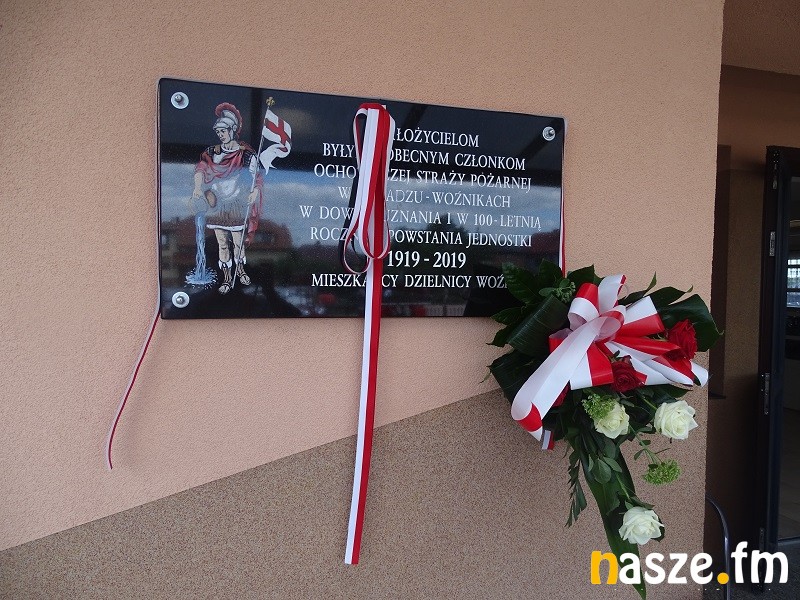 ŁOŻYCIELOM
BYŁY OBECNYM CZŁONKOM
OCHO CZEJ STRAŻY POŻARNEJ
W ADZU-WOŹNIKACH
W DOW UZNANIA I W 100-LETNIĄ
ROCZ POWSTANIA JEDNOSTKI
1919 - 2019
MIESZKA CY DZIELNICY WOŹ
nasze.fm